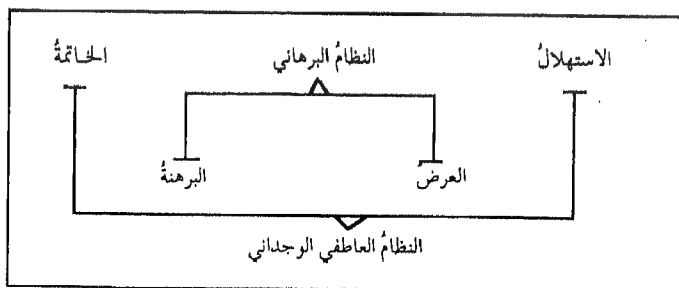 الاستهلالُ
النظامُ البرهاني
الخاتمةُ
العرضُ
البرهنةُ
النظامُ العاطفي الوجداني